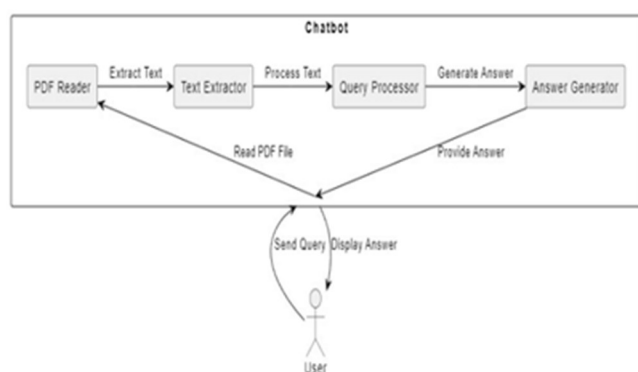 Chatbot
Extract Text
Process Text
Generate Answer
PDF Reader
Text Extractor
Query Processor
Answer Generator
Read PDF File
Provide Answer
Send Query
Display Answer
User